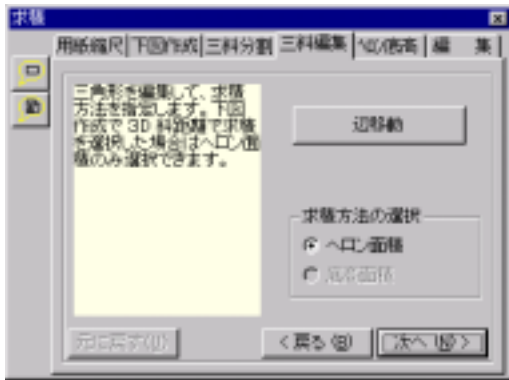 求積
用紙縮尺 下図作成 三斜分割 三斜編集 ヘロン/底高 編 集
三角形を編集して、求積
方法を指定します。下図
作成で 3D 斜距離で求積
を選択した場合はヘロン面
積のみ選択できます。
辺移動
求積方法の選択
ヘロン面積
底高面積
元に戻す(U)
< 戻る (B)
次へ (N) >